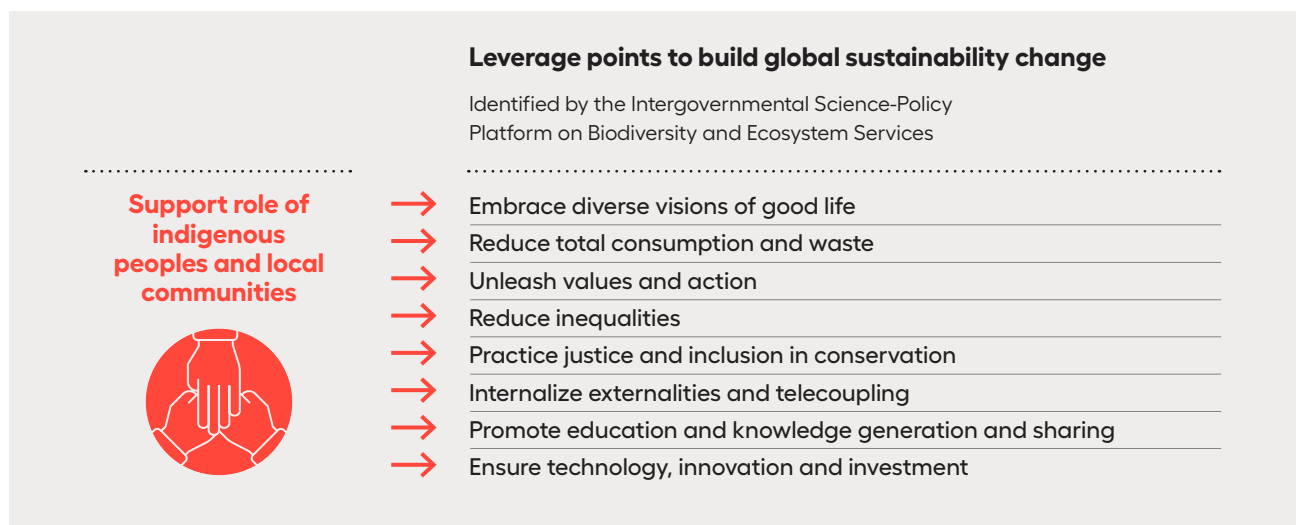 Leverage points to build global sustainability change
Identified by the Intergovernmental Science-Policy
Platform on Biodiversity and Ecosystem Services
Support role of
indigenous
peoples and local
communities
Embrace diverse visions of good life
Reduce total consumption and waste
Unleash values and action
Reduce inequalities
Practice justice and inclusion in conservation
Internalize externalities and telecoupling
Promote education and knowledge generation and sharing
Ensure technology, innovation and investment